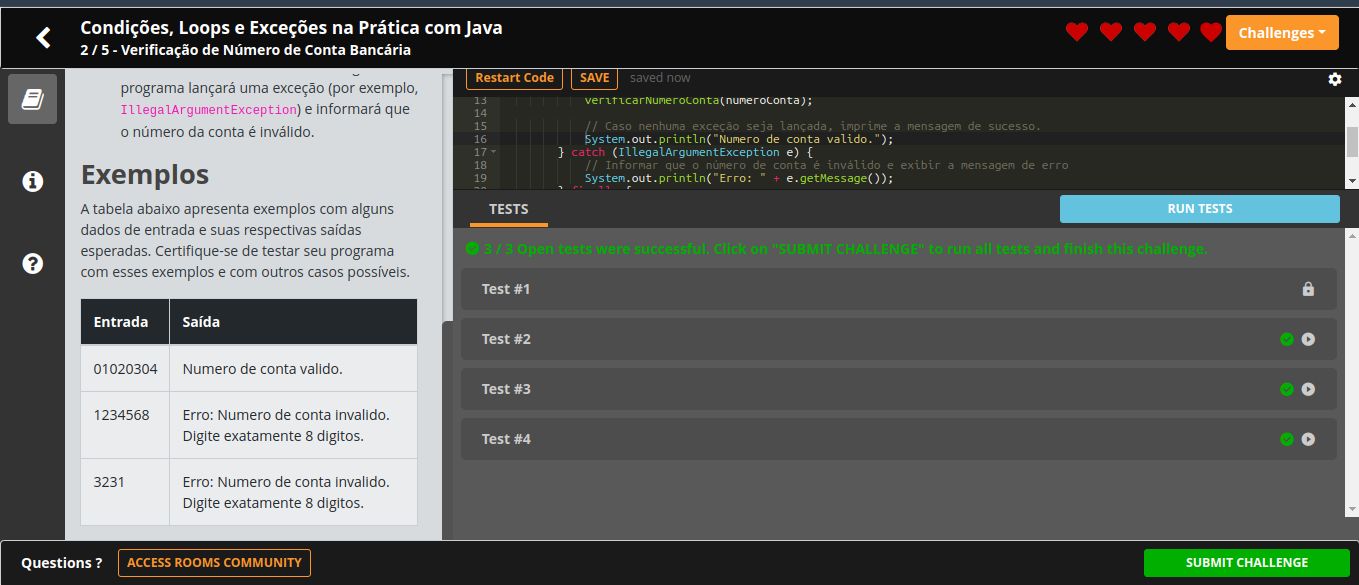 Condições, Loops e Exceções na Prática com Java
2 / 5 - Verificação de Número de Conta Bancária
Challenges
programa lançará uma exceção (por exemplo,
IllegalArgumentException) e informará que
o número da conta é inválido.
Exemplos
A tabela abaixo apresenta exemplos com alguns
dados de entrada e suas respectivas saídas
esperadas. Certifique-se de testar seu programa
com esses exemplos e com outros casos possíveis.
Entrada Saída
01020304 Numero de conta valido.
1234568 Erro: Numero de conta invalido.
Digite exatamente 8 digitos.
3231 Erro: Numero de conta invalido.
Digite exatamente 8 digitos.
Restart Code SAVE saved now
13 verificarNumeroConta(numeroConta);
14
15 // Caso nenhuma exceção seja lançada, imprime a mensagem de sucesso.
16 System.out.println("Numero de conta valido.");
17 } catch (IllegalArgumentException e) {
18 // Informar que o número de conta é inválido e exibir a mensagem de erro
19 System.out.println("Erro: " + e.getMessage());
TESTS
RUN TESTS
3 / 3 Open tests were successful. Click on "SUBMIT CHALLENGE" to run all tests and finish this challenge.
Test #1
Test #2
Test #3
Test #4
Questions ? ACCESS ROOMS COMMUNITY
SUBMIT CHALLENGE